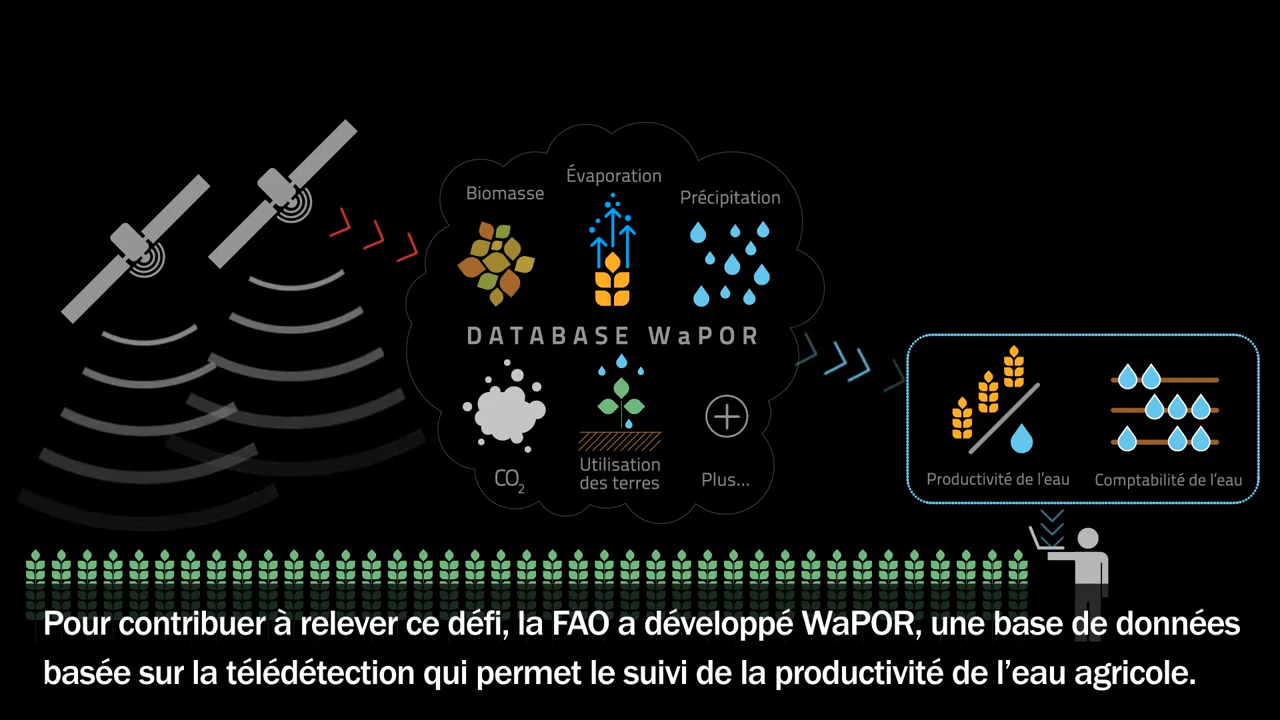 Évaporation
Biomasse
Précipitation
DATABASE WaPOR
CO2
Utilisation
des terres
Plus...
Productivité de l'eau
Comptabilité de l'eau
Pour contribuer à relever ce défi, la FAO a développé WaPOR, une base de données
basée sur la télédétection qui permet le suivi de la productivité de l'eau agricole.